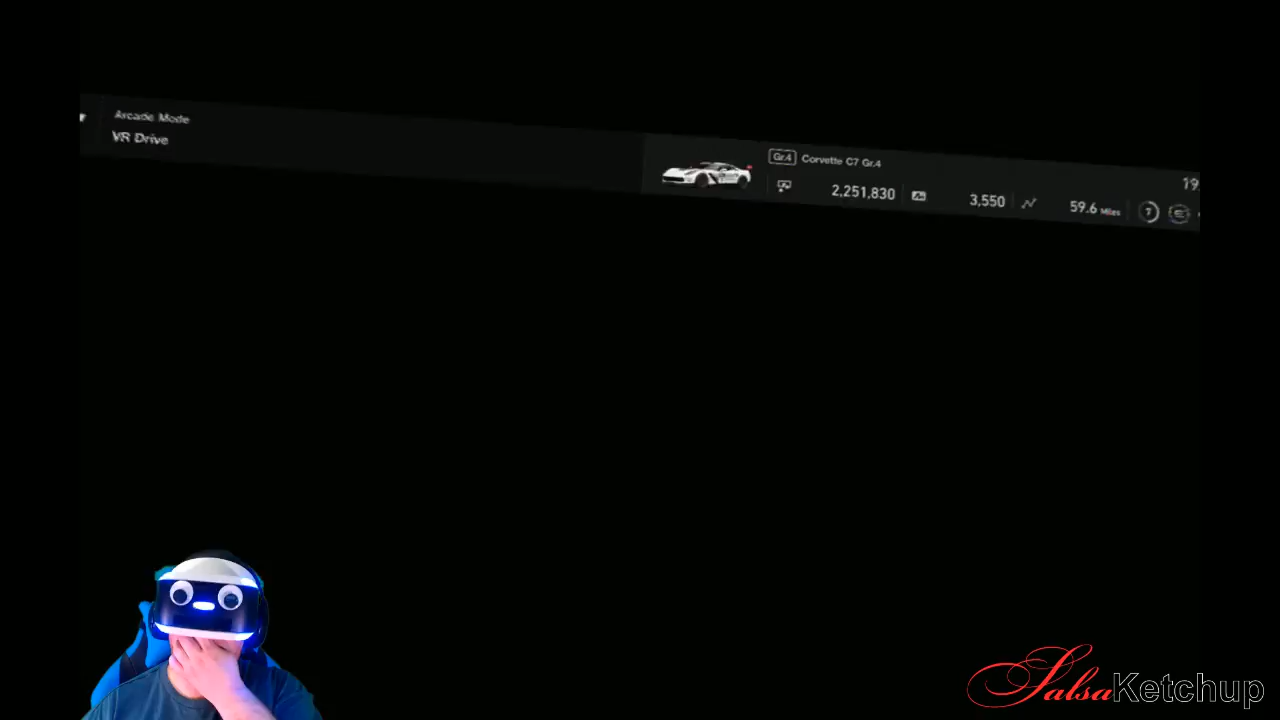 Arcade Mode
VR Drive
Gr.4 Corvette C7 Gr.4
2,251,830 3,550 59.6 Miles 7
19
SalsaKetchup